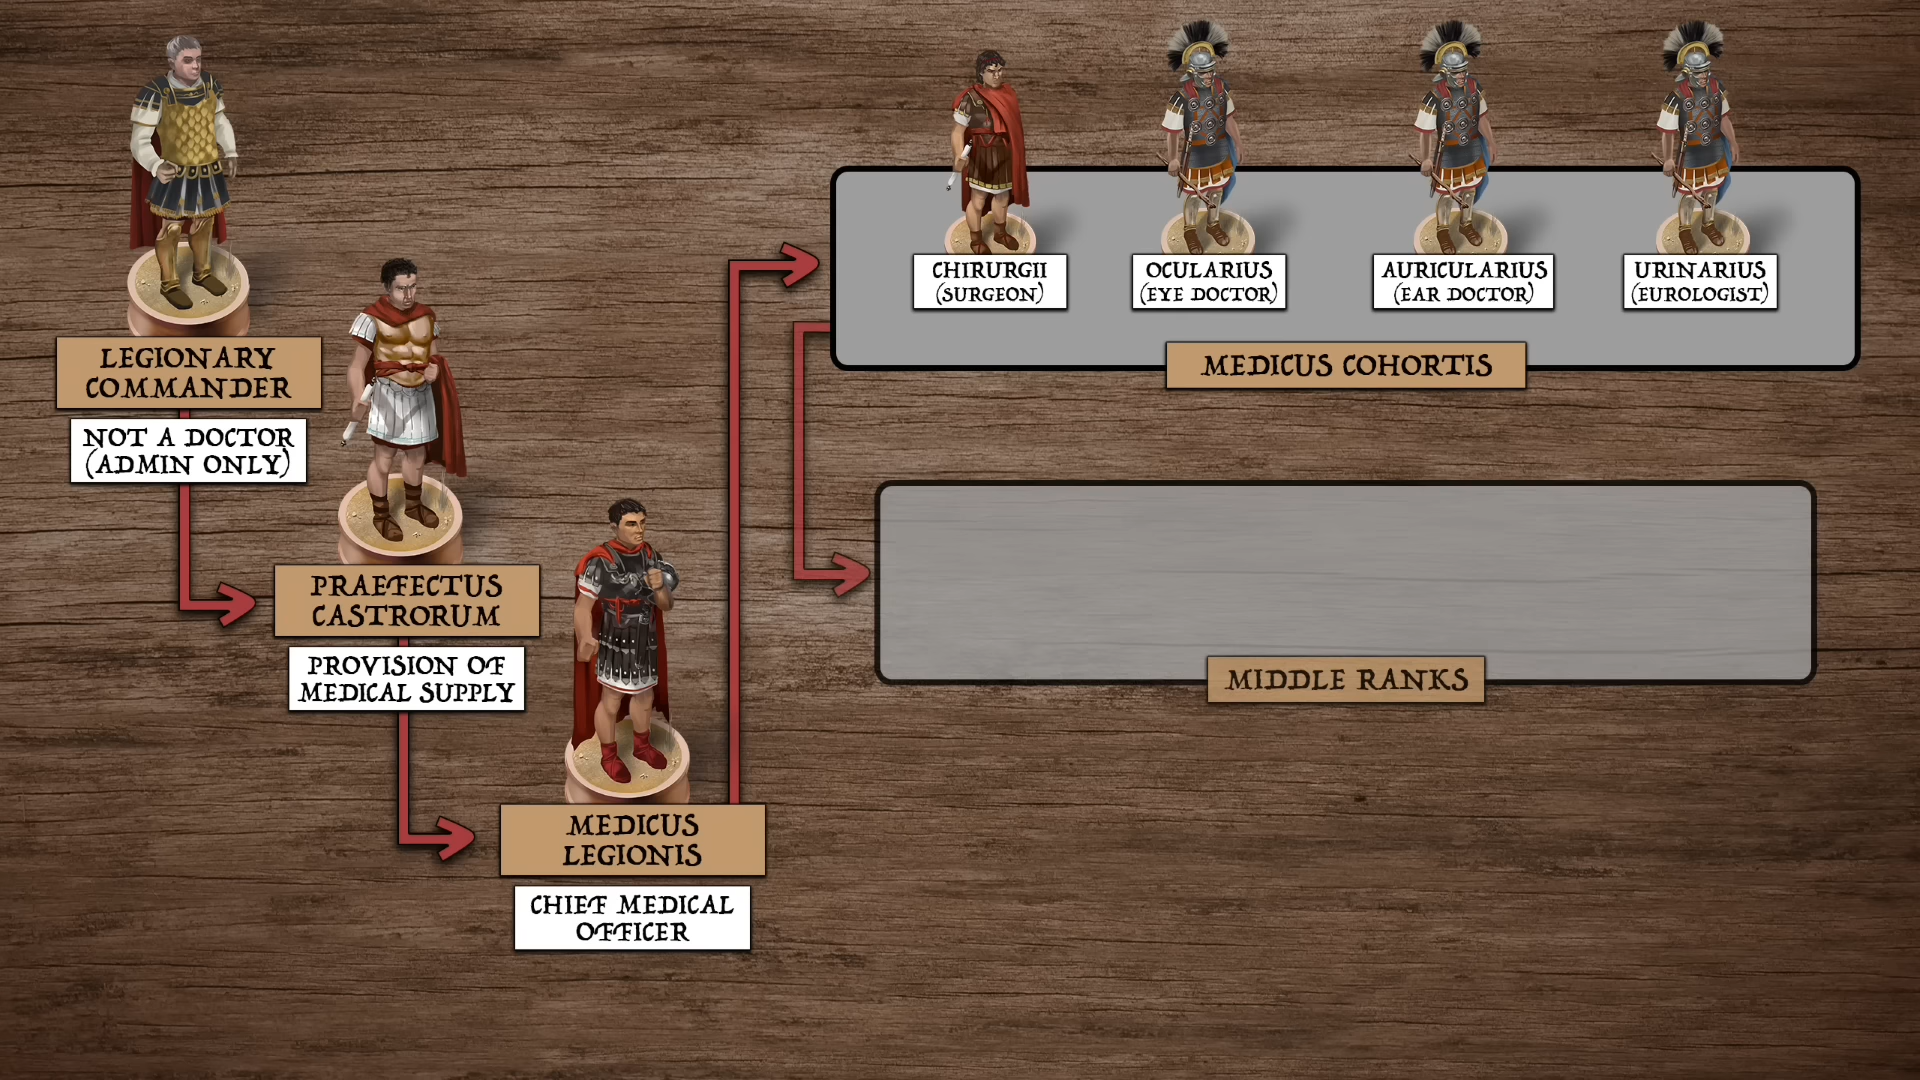 LEGIONARY
COMMANDER
NOT A DOCTOR
(ADMIN ONLY)
PRAEFECTUS
CASTRORUM
PROVISION OF
MEDICAL SUPPLY
MEDICUS
LEGIONIS
CHIEF MEDICAL
OFFICER
CHIRURGII
(SURGEON)
OCULARIUS
(EYE DOCTOR)
AURICULARIUS
(EAR DOCTOR)
URINARIUS
(EUROLOGIST)
MEDICUS COHORTIS
MIDDLE RANKS